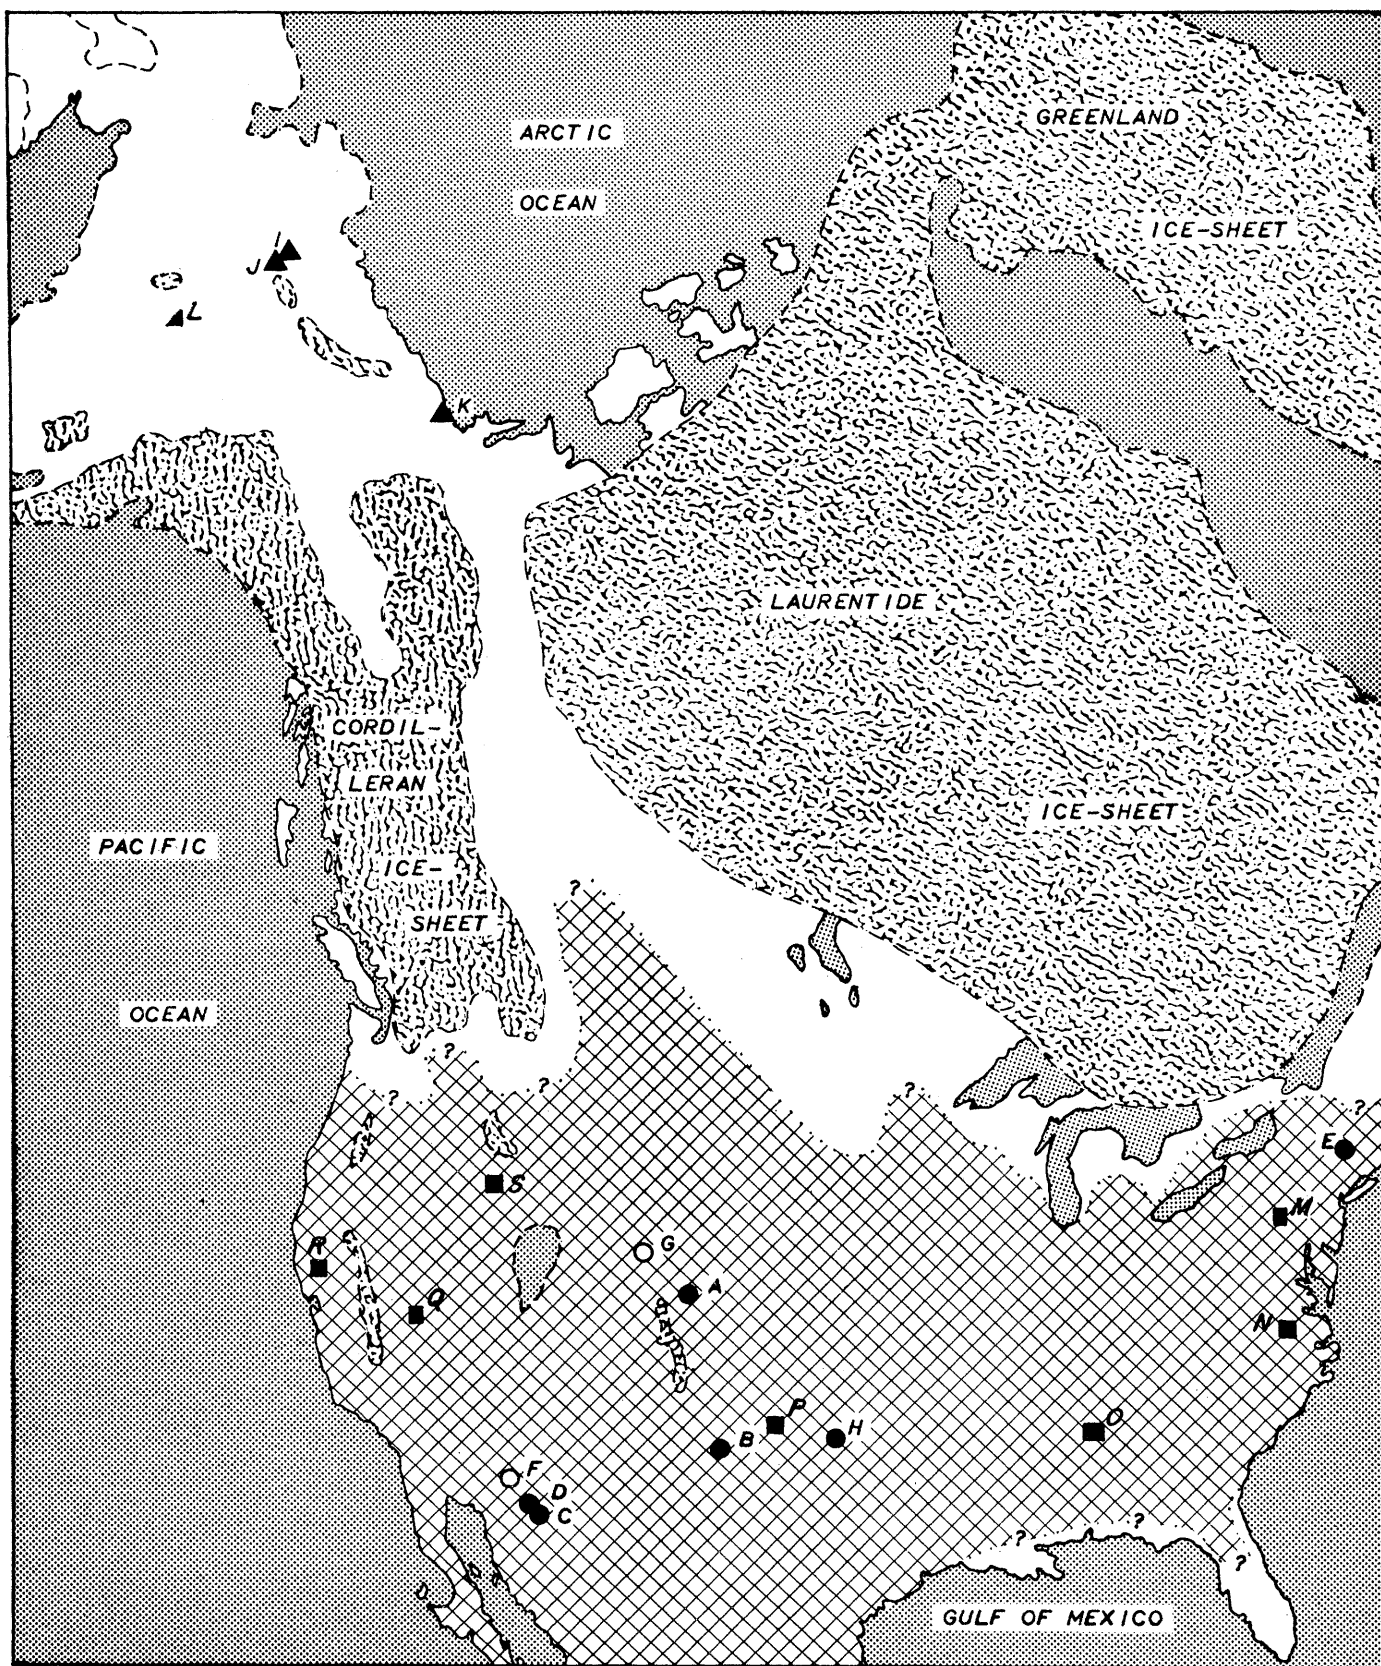 ARCTIC
OCEAN
GREENLAND
ICE-SHEET
I
J
L
K
LAURENTIDE
ICE-SHEET
CORDIL-
LERAN
ICE-
SHEET
PACIFIC
OCEAN
?
?
?
?
?
?
E
M
S
R
Q
G
A
N
P
H
B
O
F
D
C
?
?
?
GULF OF MEXICO